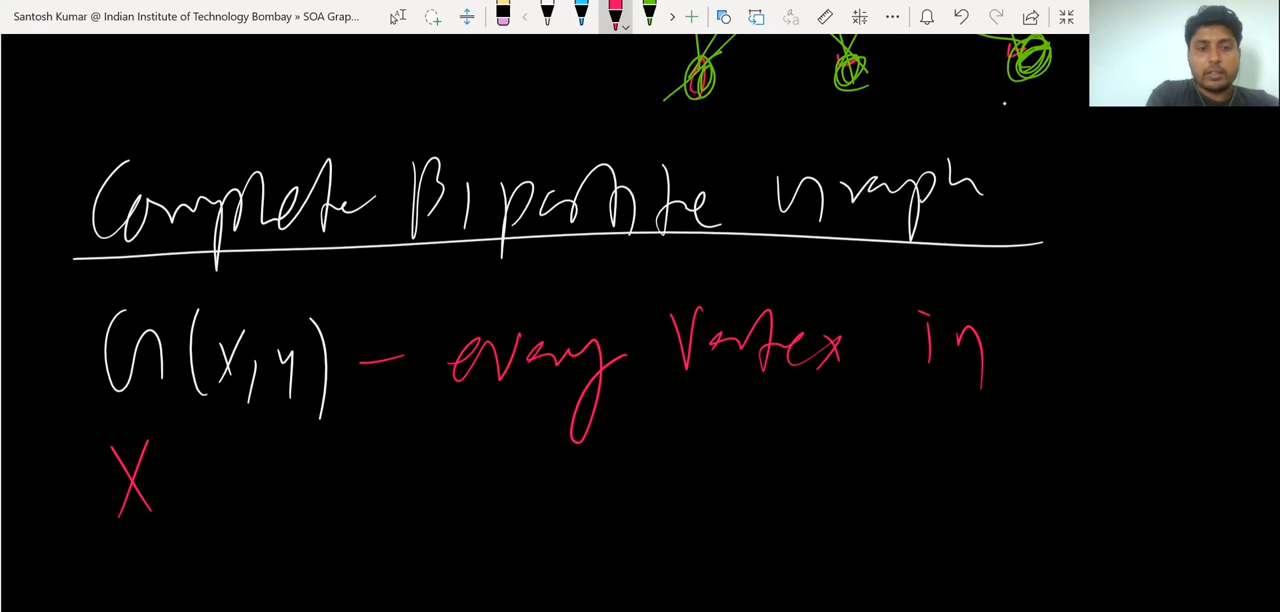 Santosh Kumar @ Indian Institute of Technology Bombay » SOA Grap...
Complete Bipartite Graph
G(X,Y) - every Vertex in
X